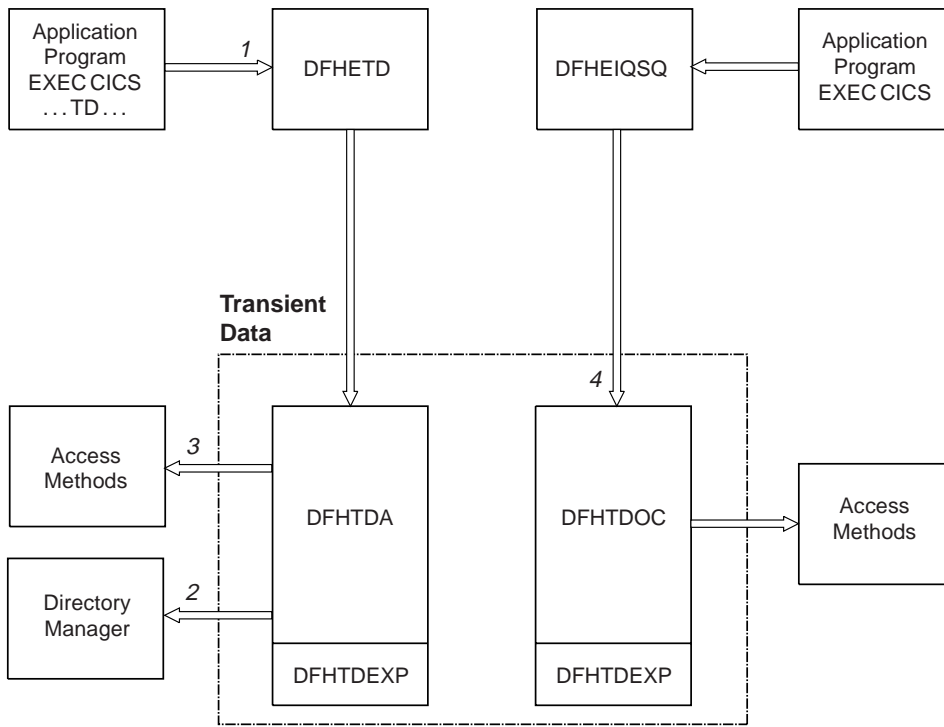 Application
Program
EXEC CICS
...TD...
1
DFHETD
DFHEIQSQ
Application
Program
EXEC CICS
Transient
Data
4
Access
Methods
3
DFHTDA
DFHTDOC
Access
Methods
Directory
Manager
2
DFHTDEXP
DFHTDEXP